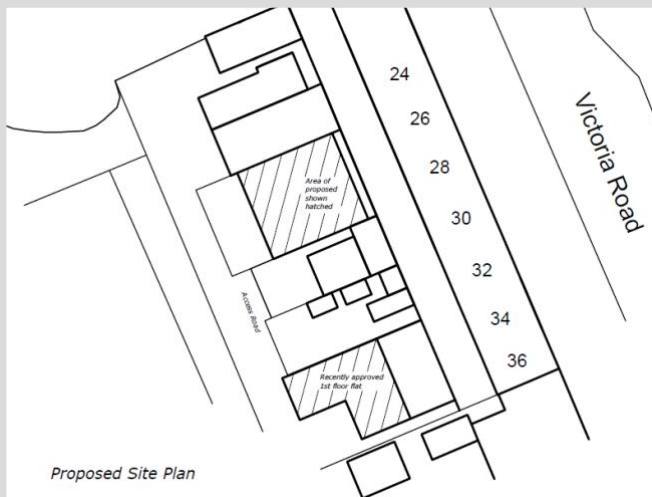 24
26
28
30
32
34
36
Victoria Road
Area of
proposed
shown
hatched
Access Road
Recently approved
1st floor flat
Proposed Site Plan